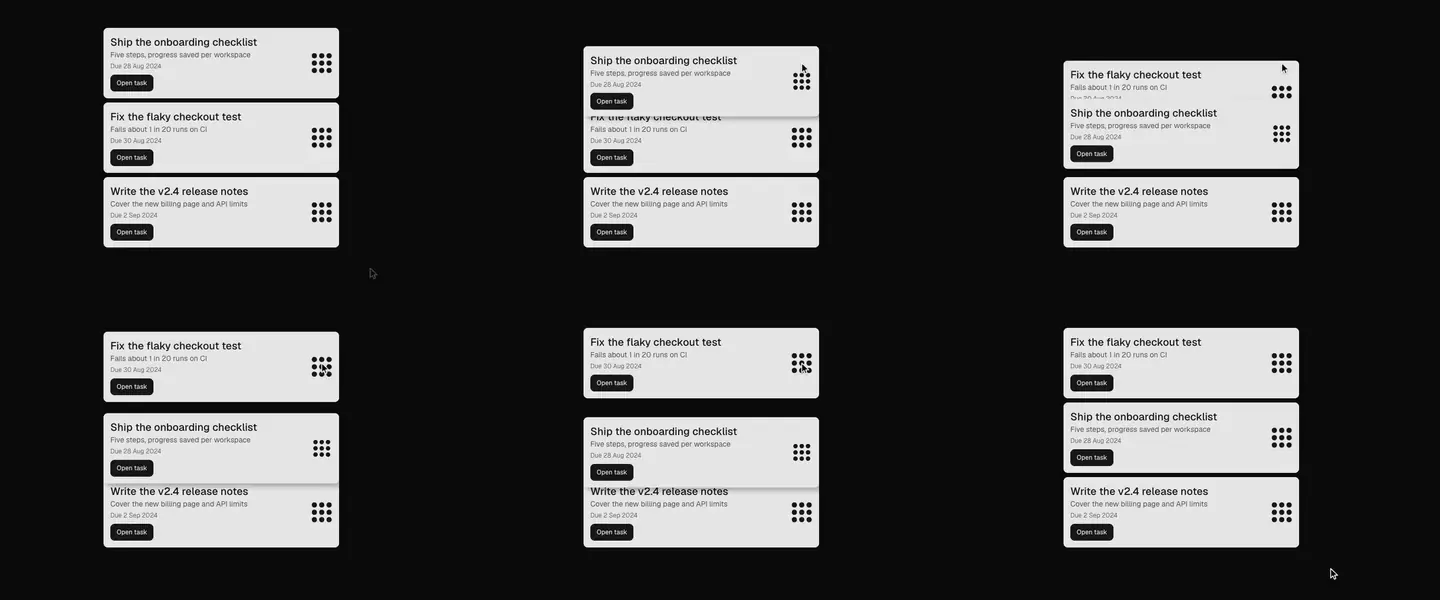 Ship the onboarding checklist
Five steps, progress saved per workspace
Due 28 Aug 2024
Open task
Fix the flaky checkout test
Fails about 1 in 20 runs on CI
Due 30 Aug 2024
Open task
Write the v2.4 release notes
Cover the new billing page and API limits
Due 2 Sep 2024
Open task
Ship the onboarding checklist
Five steps, progress saved per workspace
Due 28 Aug 2024
Open task
Fix the flaky checkout test
Fails about 1 in 20 runs on CI
Due 30 Aug 2024
Open task
Write the v2.4 release notes
Cover the new billing page and API limits
Due 2 Sep 2024
Open task
Fix the flaky checkout test
Fails about 1 in 20 runs on CI
Due 30 Aug 2024
Ship the onboarding checklist
Five steps, progress saved per workspace
Due 28 Aug 2024
Open task
Write the v2.4 release notes
Cover the new billing page and API limits
Due 2 Sep 2024
Open task
Fix the flaky checkout test
Fails about 1 in 20 runs on CI
Due 30 Aug 2024
Open task
Ship the onboarding checklist
Five steps, progress saved per workspace
Due 28 Aug 2024
Open task
Write the v2.4 release notes
Cover the new billing page and API limits
Due 2 Sep 2024
Open task
Fix the flaky checkout test
Fails about 1 in 20 runs on CI
Due 30 Aug 2024
Open task
Ship the onboarding checklist
Five steps, progress saved per workspace
Due 28 Aug 2024
Open task
Write the v2.4 release notes
Cover the new billing page and API limits
Due 2 Sep 2024
Open task
Fix the flaky checkout test
Fails about 1 in 20 runs on CI
Due 30 Aug 2024
Open task
Ship the onboarding checklist
Five steps, progress saved per workspace
Due 28 Aug 2024
Open task
Write the v2.4 release notes
Cover the new billing page and API limits
Due 2 Sep 2024
Open task